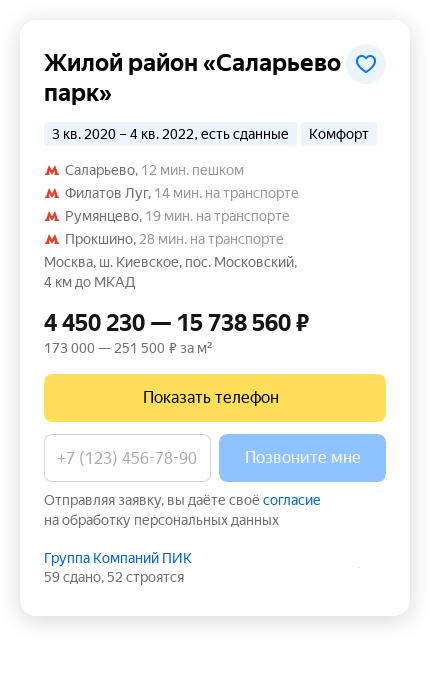 Жилой район «Саларьево
парк»
3 кв. 2020 – 4 кв. 2022, есть сданные Комфорт
Саларьево, 12 мин. пешком
Филатов Луг, 14 мин. на транспорте
Румянцево, 19 мин. на транспорте
Прокшино, 28 мин. на транспорте
Москва, ш. Киевское, пос. Московский,
4 км до МКАД
4 450 230 — 15 738 560 ₽
173 000 — 251 500 ₽ за м²
Показать телефон
+7 (123) 456-78-90 Позвоните мне
Отправляя заявку, вы даёте своё согласие
на обработку персональных данных
Группа Компаний ПИК
59 сдано, 52 строятся